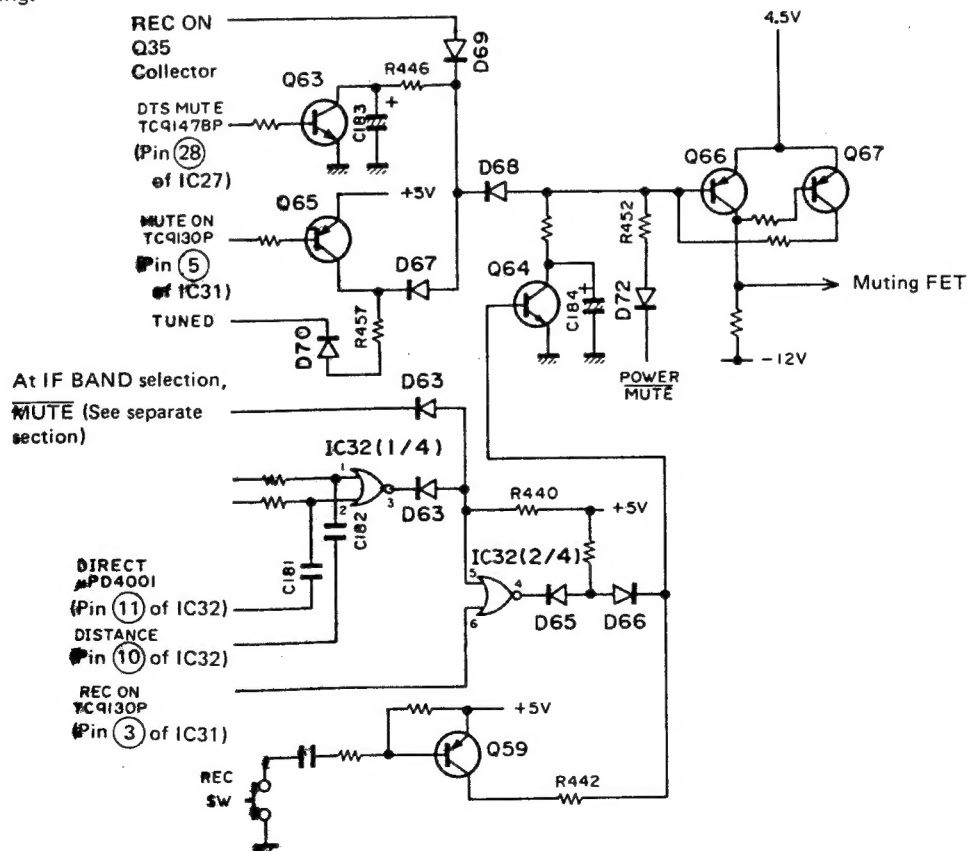 ng.
REC ON
Q35
Collector
D69
4.5V
Q63
R446
DTS MUTE
TC9147BP
(Pin 28
of IC27)
C183
+
Q66
Q67
D68
Q65
+5V
MUTE ON
TC9130P
Pin 5
of IC31)
D67
R452
Q64
C184
+
D72
Muting FET
TUNED
D70
R457
-12V
POWER
MUTE
At IF BAND selection,
MUTE (See separate
section)
D63
IC32(1/4)
1
2
3
D63
C182
C181
R440
+5V
IC32(2/4)
5
4
6
D65
D66
DIRECT
μPD4001
(Pin 11 of IC32)
DISTANCE
Pin 10 of IC32)
REC ON
TC9130P
(Pin 3 of IC31)
+5V
Q59
REC
SW
R442